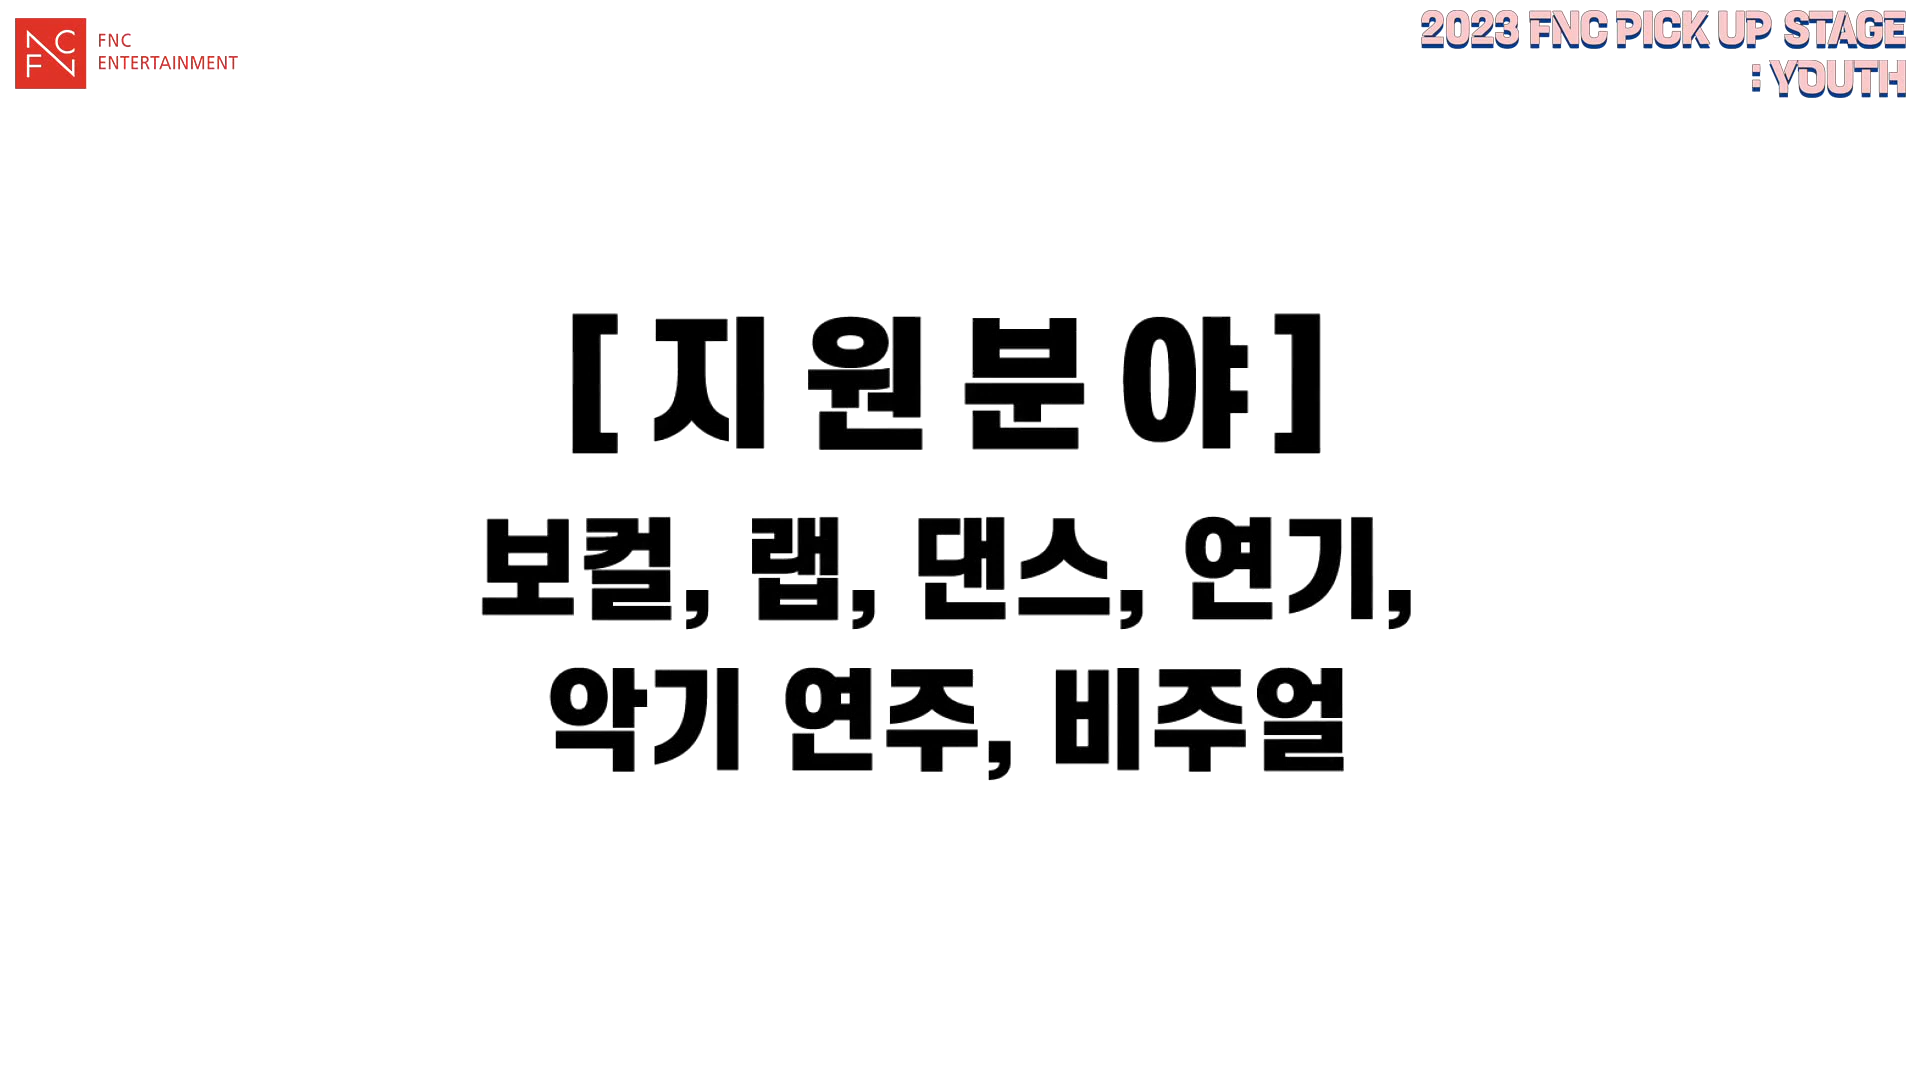 FNC
ENTERTAINMENT
2023 FNC PICK UP STAGE
: YOUTH
[지원분야]
보컬, 랩, 댄스, 연기,
악기 연주, 비주얼